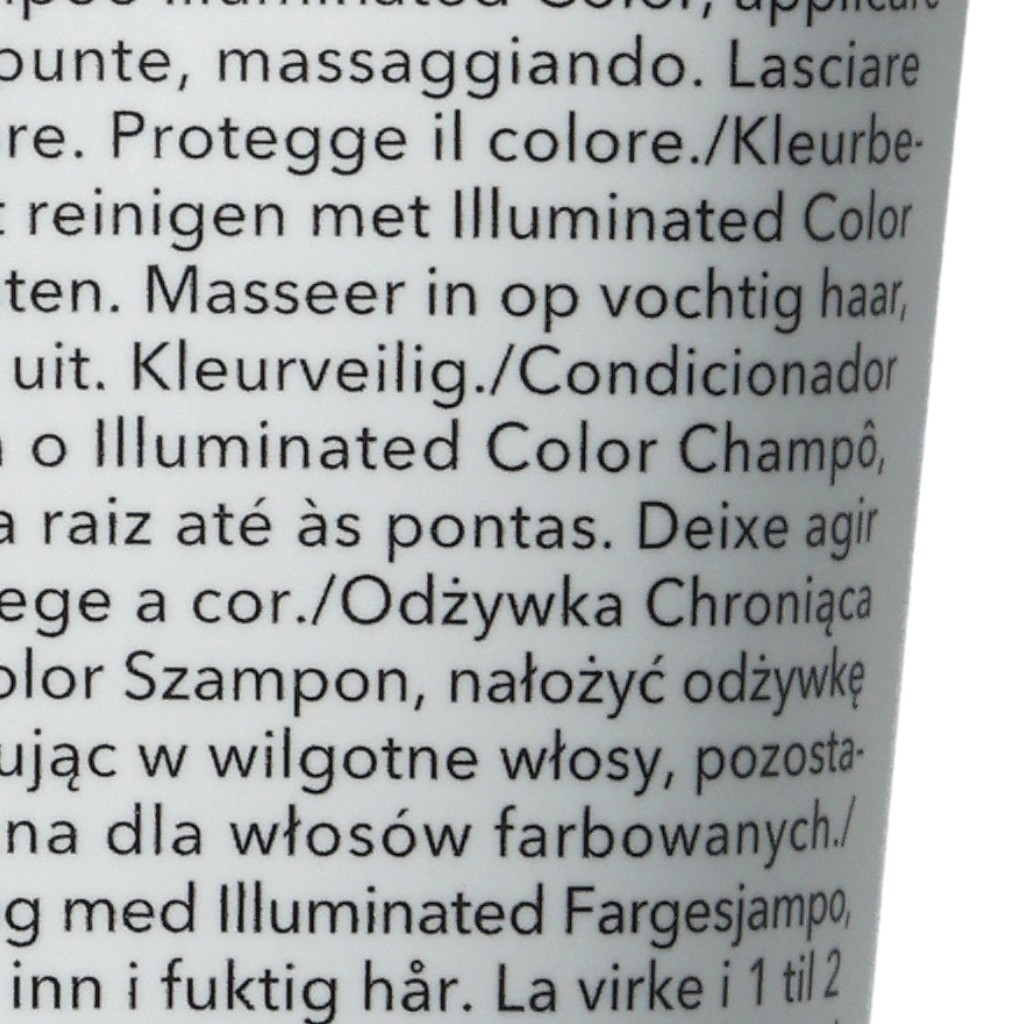 Illuminated Color, applicare
punte, massaggiando. Lasciare
re. Protegge il colore./Kleurbe-
reinigen met Illuminated Color
ten. Masseer in op vochtig haar,
uit. Kleurveilig./Condicionador
o Illuminated Color Champô,
a raiz até às pontas. Deixe agir
ege a cor./Odżywka Chroniąca
olor Szampon, nałożyć odżywkę
ując w wilgotne włosy, pozosta-
na dla włosów farbowanych./
g med Illuminated Fargesjampo,
inn i fuktig hår. La virke i 1 til 2